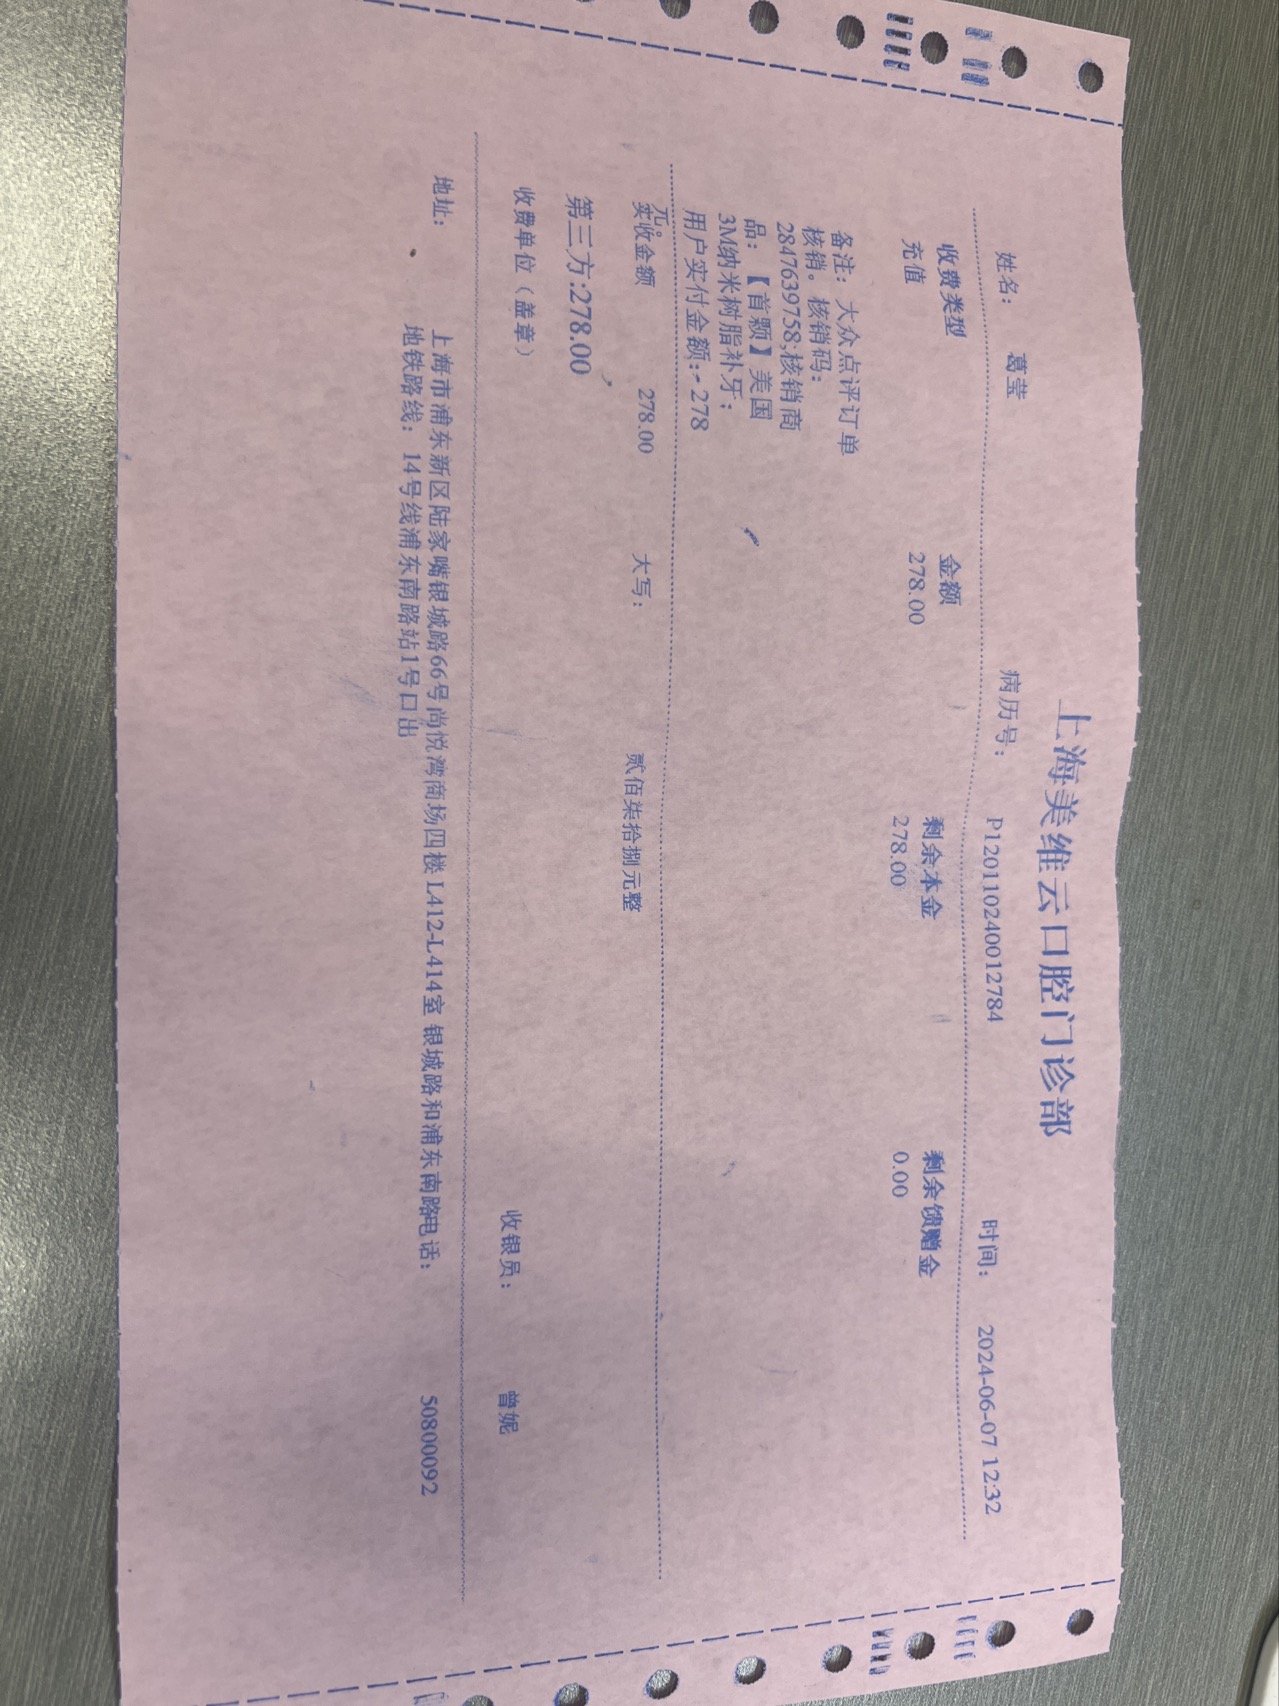 上海美维云口腔门诊部
姓名： 葛莹 病历号： P120110240012784 时间： 2024-06-07 12:32
收费类型 金额 剩余本金 剩余馈赠金
充值 278.00 278.00 0.00
备注：大众点评订单
核销。核销码：
2847639758;核销商
品：【首颗】美国
3M纳米树脂补牙；
用户实付金额:-278
元。
实收金额 278.00 大写： 贰佰柒拾捌元整
第三方:278.00
收费单位（盖章） 收银员： 曾妮
地址： 上海市浦东新区陆家嘴银城路66号尚悦湾商场四楼 L412-L414室 银城路和浦东南路电话： 50800092
地铁路线：14号线浦东南路站1号口出